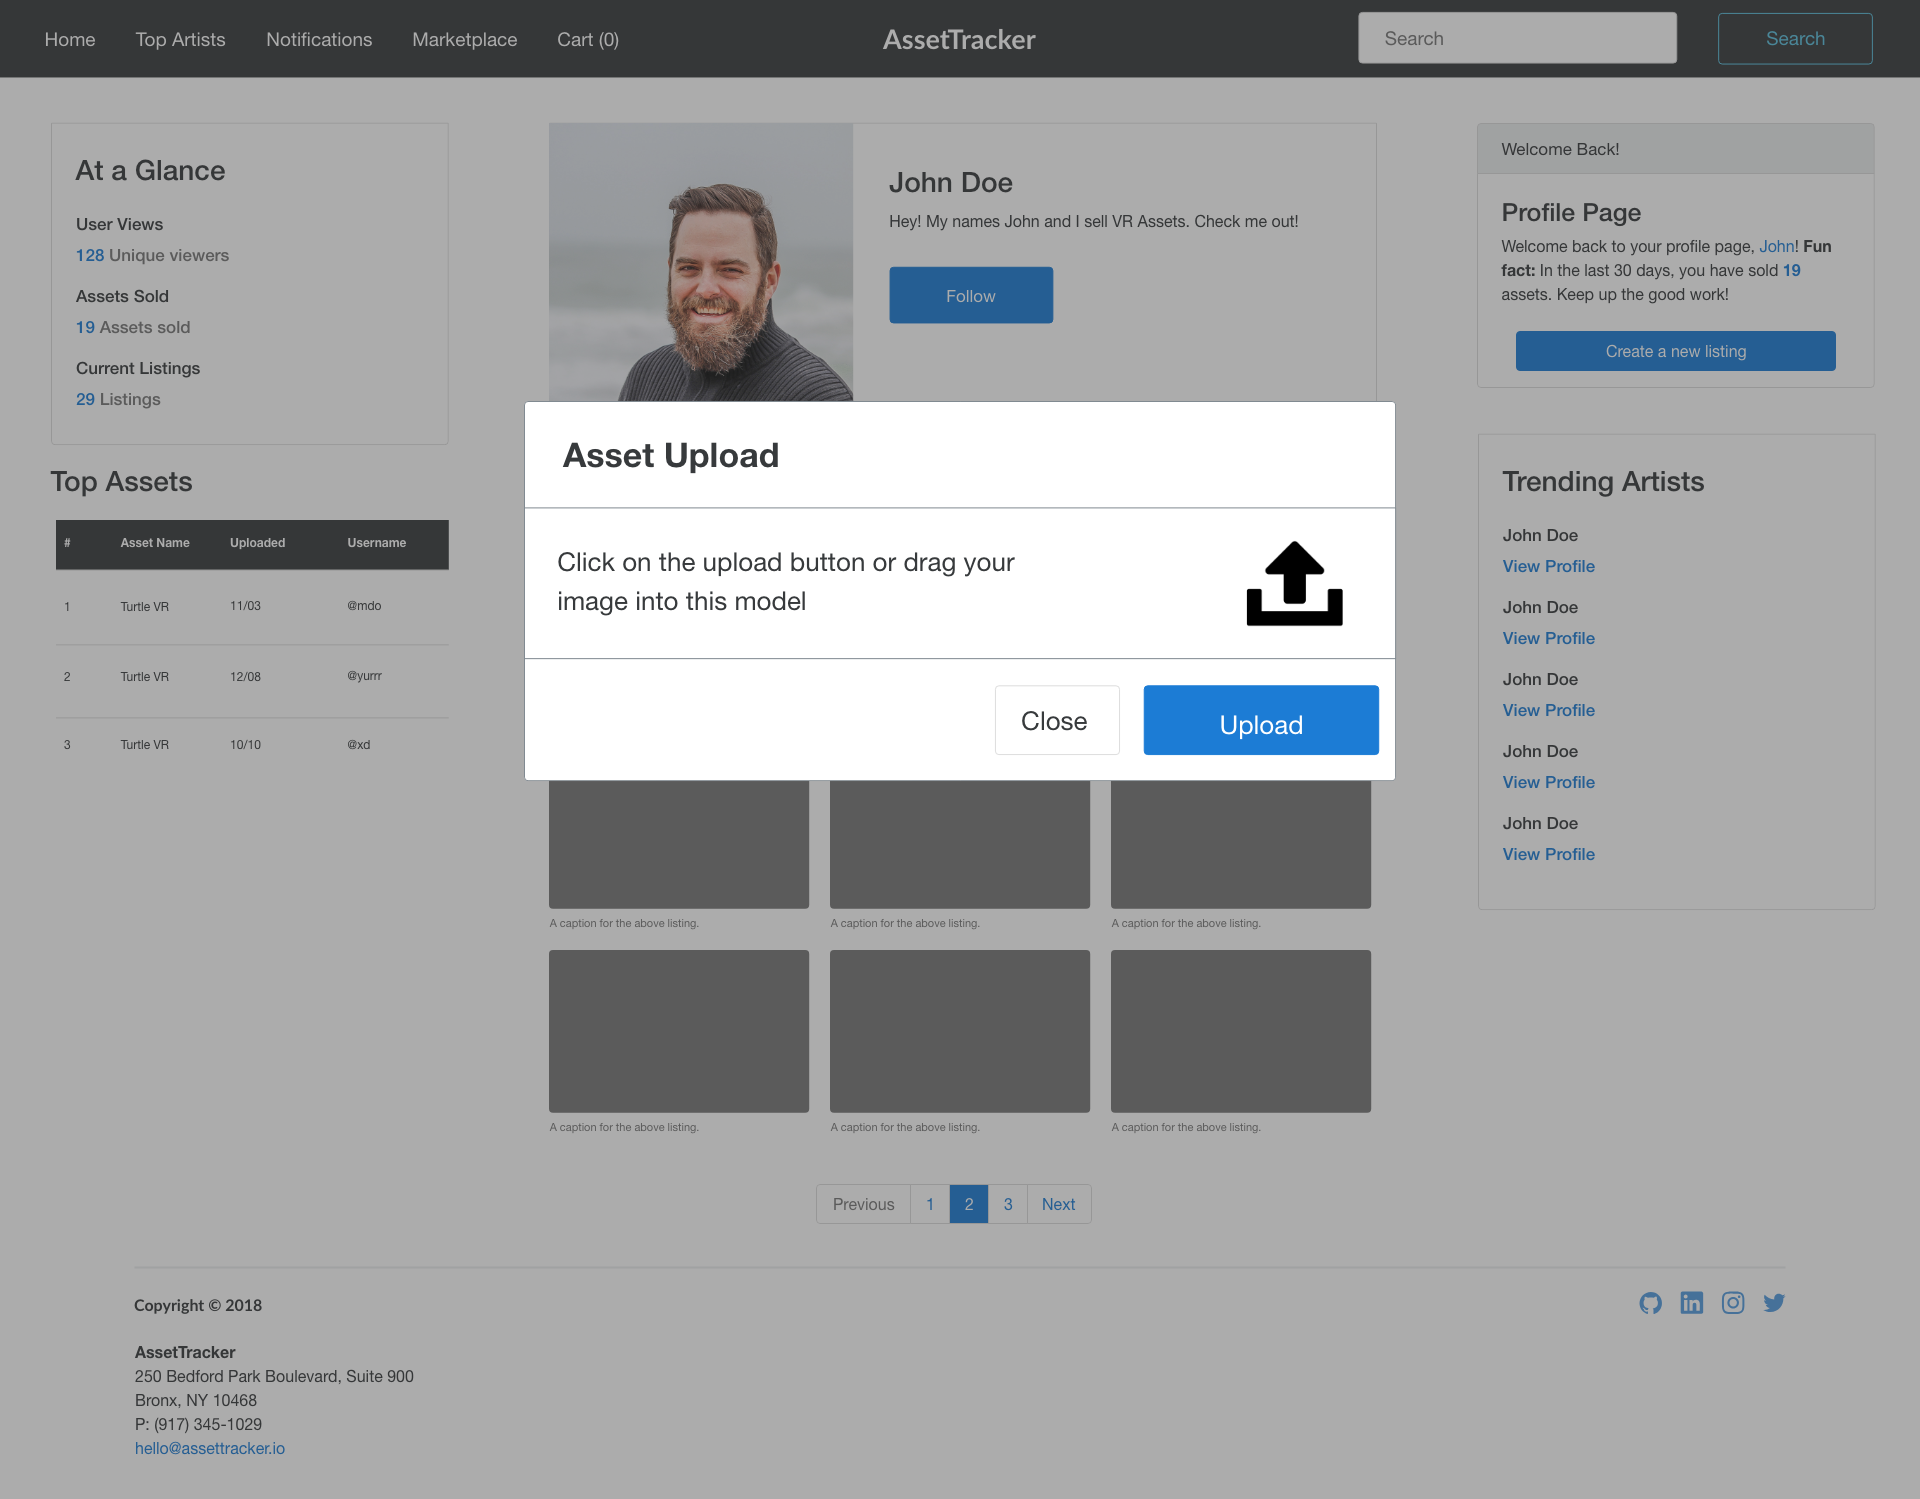 Home
Top Artists
Notifications
Marketplace
Cart (0)
AssetTracker
Search
Search
At a Glance
User Views
128 Unique viewers
Assets Sold
19 Assets sold
Current Listings
29 Listings
Top Assets
# Asset Name Uploaded Username
1 Turtle VR 11/03 @mdo
2 Turtle VR 12/08 @yurrr
3 Turtle VR 10/10 @xd
John Doe
Hey! My names John and I sell VR Assets. Check me out!
Follow
Asset Upload
Click on the upload button or drag your
image into this model
Close
Upload
A caption for the above listing.
A caption for the above listing.
A caption for the above listing.
A caption for the above listing.
A caption for the above listing.
A caption for the above listing.
Previous 1 2 3 Next
Welcome Back!
Profile Page
Welcome back to your profile page, John! Fun
fact: In the last 30 days, you have sold 19
assets. Keep up the good work!
Create a new listing
Trending Artists
John Doe
View Profile
John Doe
View Profile
John Doe
View Profile
John Doe
View Profile
John Doe
View Profile
Copyright © 2018
AssetTracker
250 Bedford Park Boulevard, Suite 900
Bronx, NY 10468
P: (917) 345-1029
hello@assettracker.io